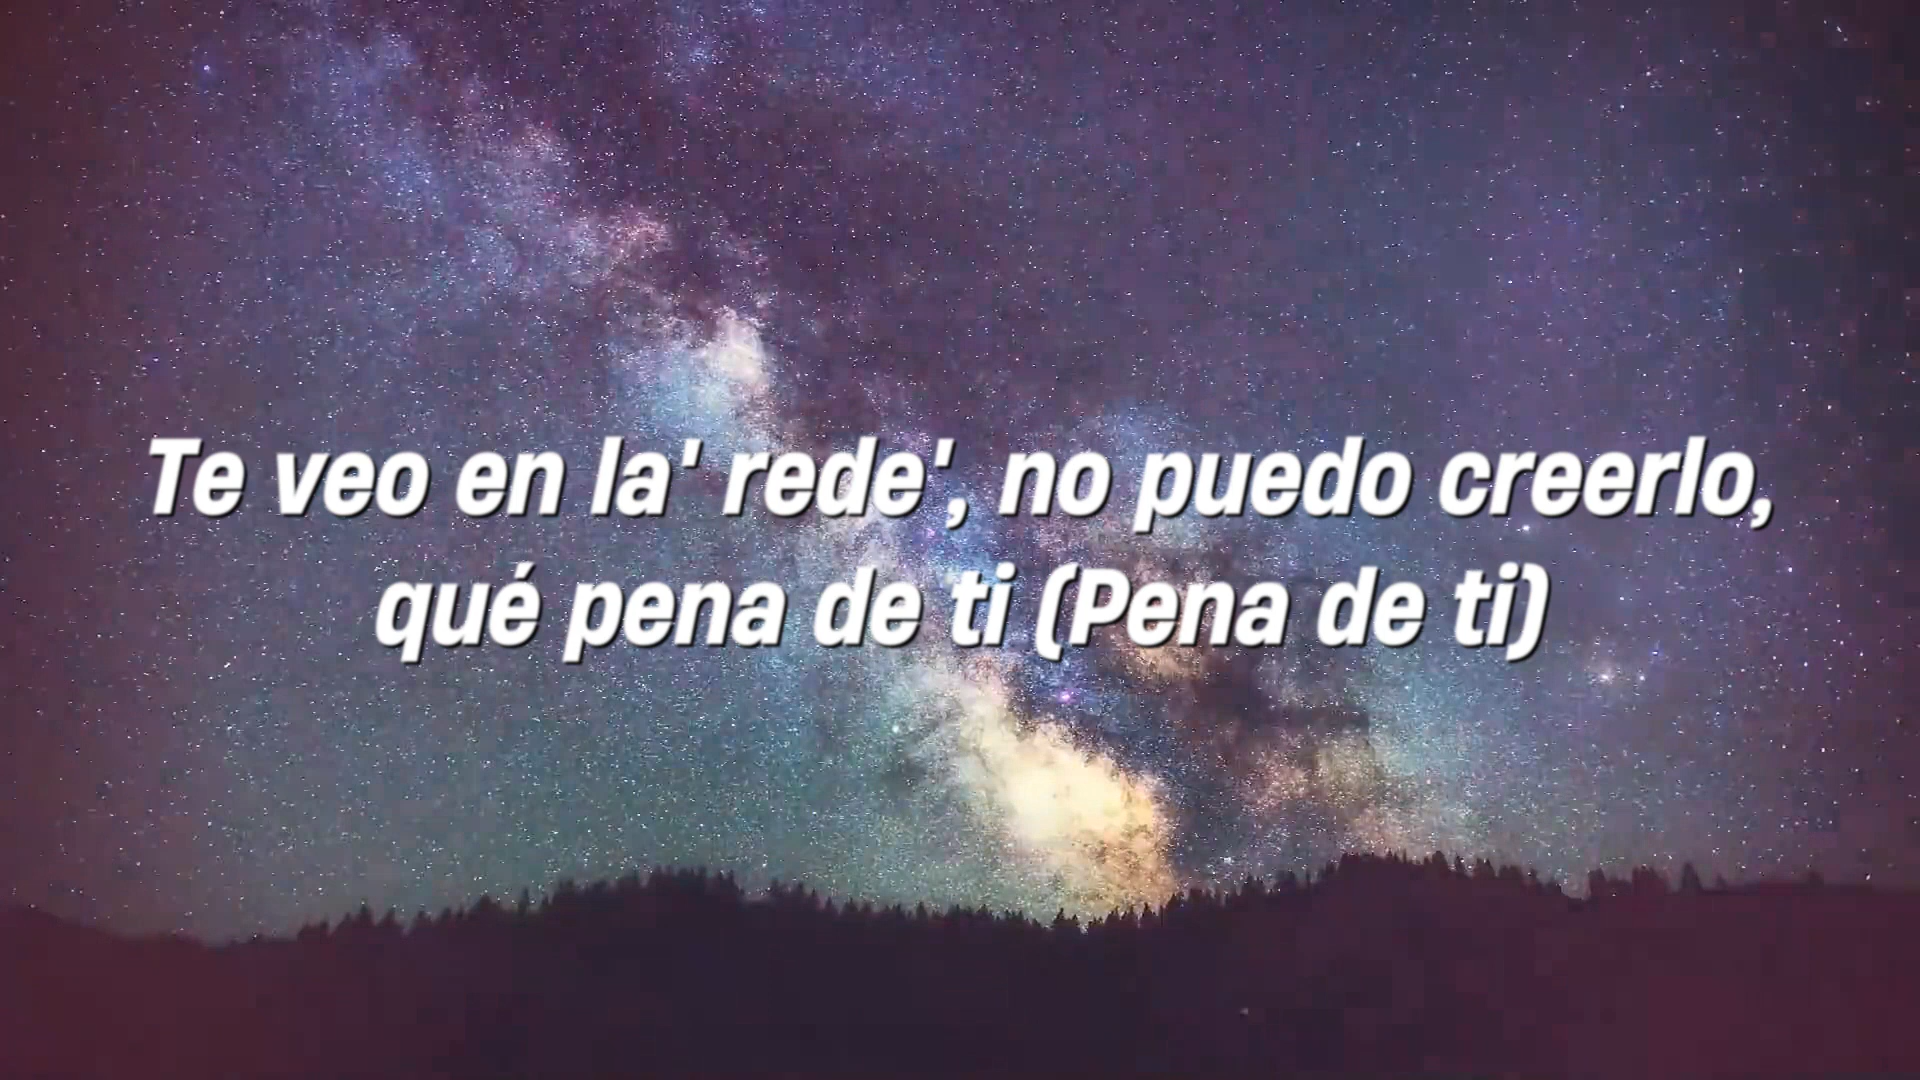 Te veo en la' rede', no puedo creerlo,
qué pena de ti (Pena de ti)